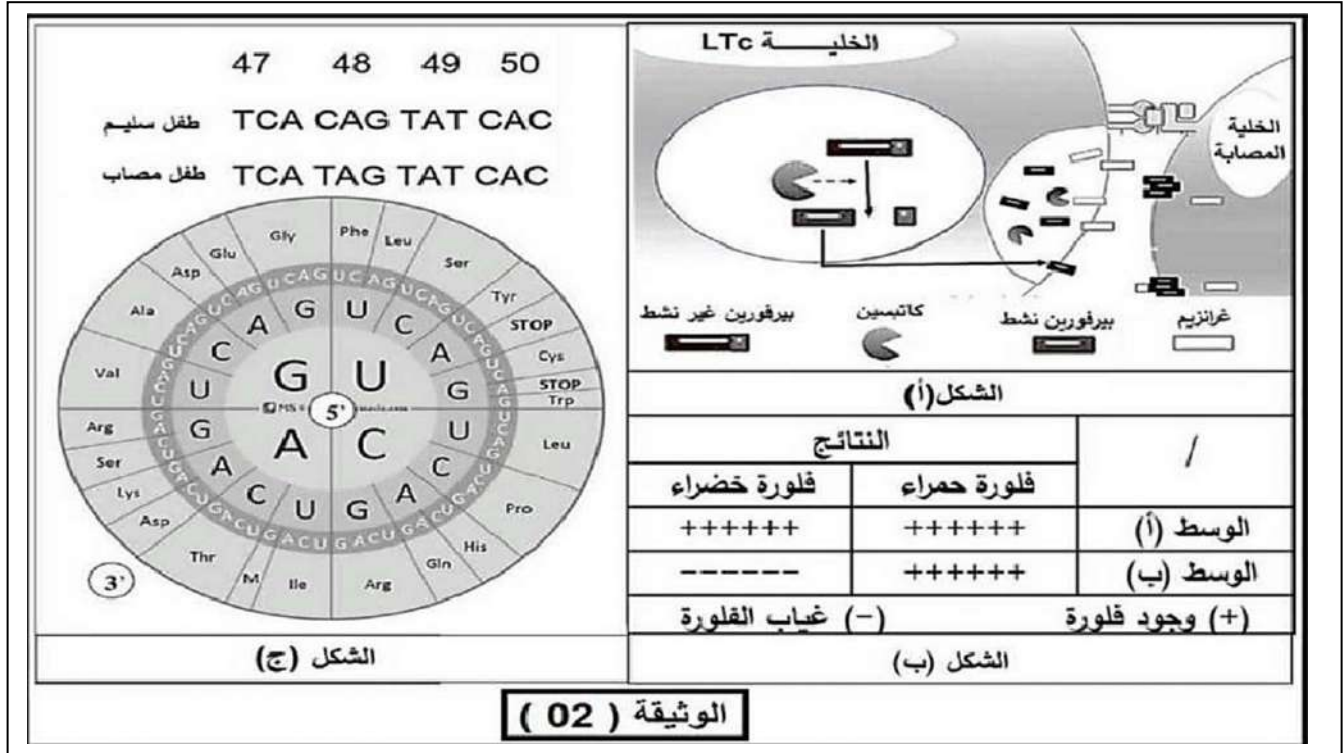 الخلية LTc
الخلية
المصابة
بيرفورين غير نشط
كاتبسين
بيرفورين نشط
غرانزيم
الشكل(أ)
/
النتائج
فلورة حمراء
فلورة خضراء
الوسط (أ)
++++++
++++++
الوسط (ب)
++++++
------
(+) وجود فلورة (-) غياب الفلورة
الشكل (ب)
47 48 49 50
طفل سليم TCA CAG TAT CAC
طفل مصاب TCA TAG TAT CAC
Gly
Phe
Leu
Ser
Tyr
STOP
Cys
STOP
Trp
Leu
Pro
His
Gln
Arg
Ile
M
Thr
Asp
Lys
Ser
Arg
Val
Ala
Asp
Glu
G U
A C
5'
3'
الشكل (ج)
الوثيقة ( 02 )